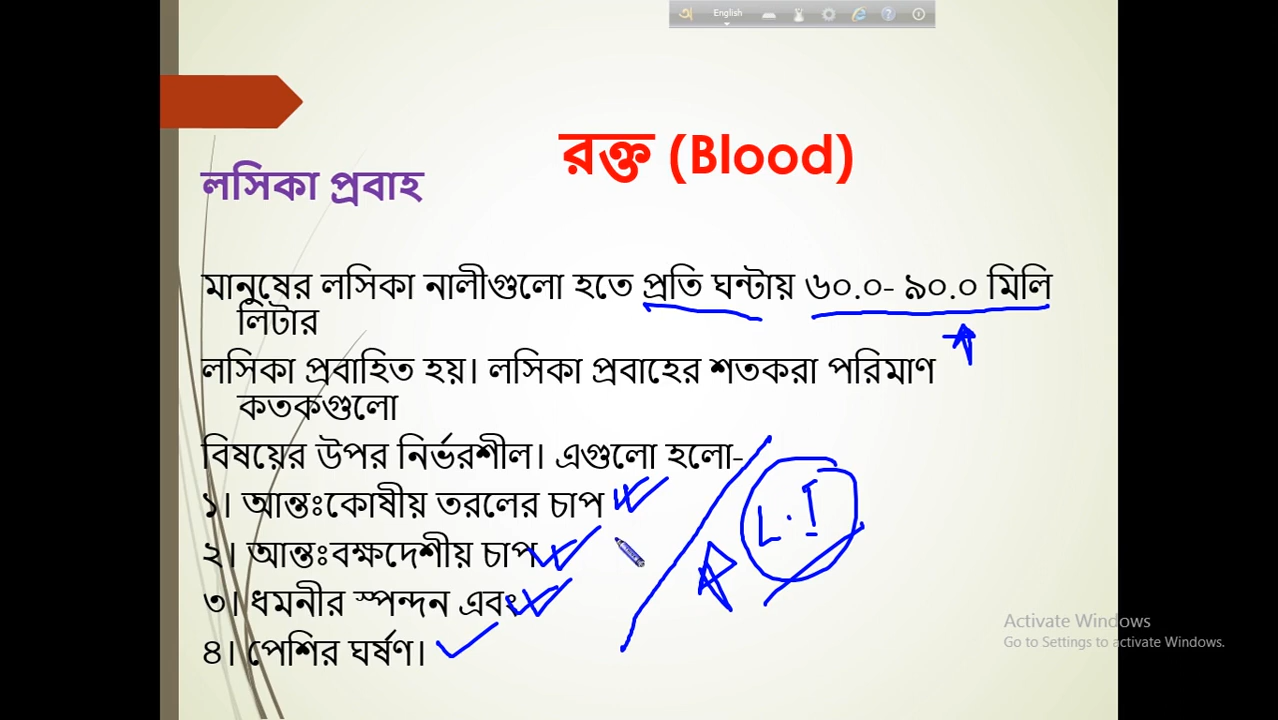 English
রক্ত (Blood)
লসিকা প্রবাহ
মানুষের লসিকা নালীগুলো হতে প্রতি ঘন্টায় ৬০.০- ৯০.০ মিলি
লিটার
লসিকা প্রবাহিত হয়। লসিকা প্রবাহের শতকরা পরিমাণ
কতকগুলো
বিষয়ের উপর নির্ভরশীল। এগুলো হলো-
১। আন্তঃকোষীয় তরলের চাপ
২। আন্তঃবক্ষদেশীয় চাপ
৩। ধমনীর স্পন্দন এবং
৪। পেশির ঘর্ষণ।
L.I
Activate Windows
Go to Settings to activate Windows.